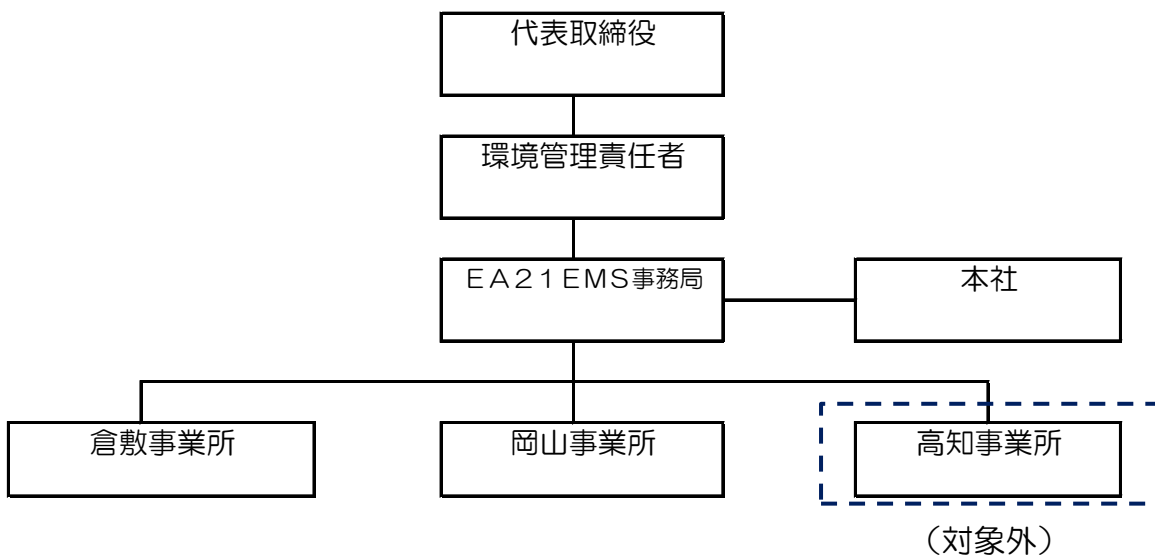 代表取締役
環境管理責任者
ＥＡ２１ＥＭＳ事務局
本社
倉敷事業所
岡山事業所
高知事業所
（対象外）